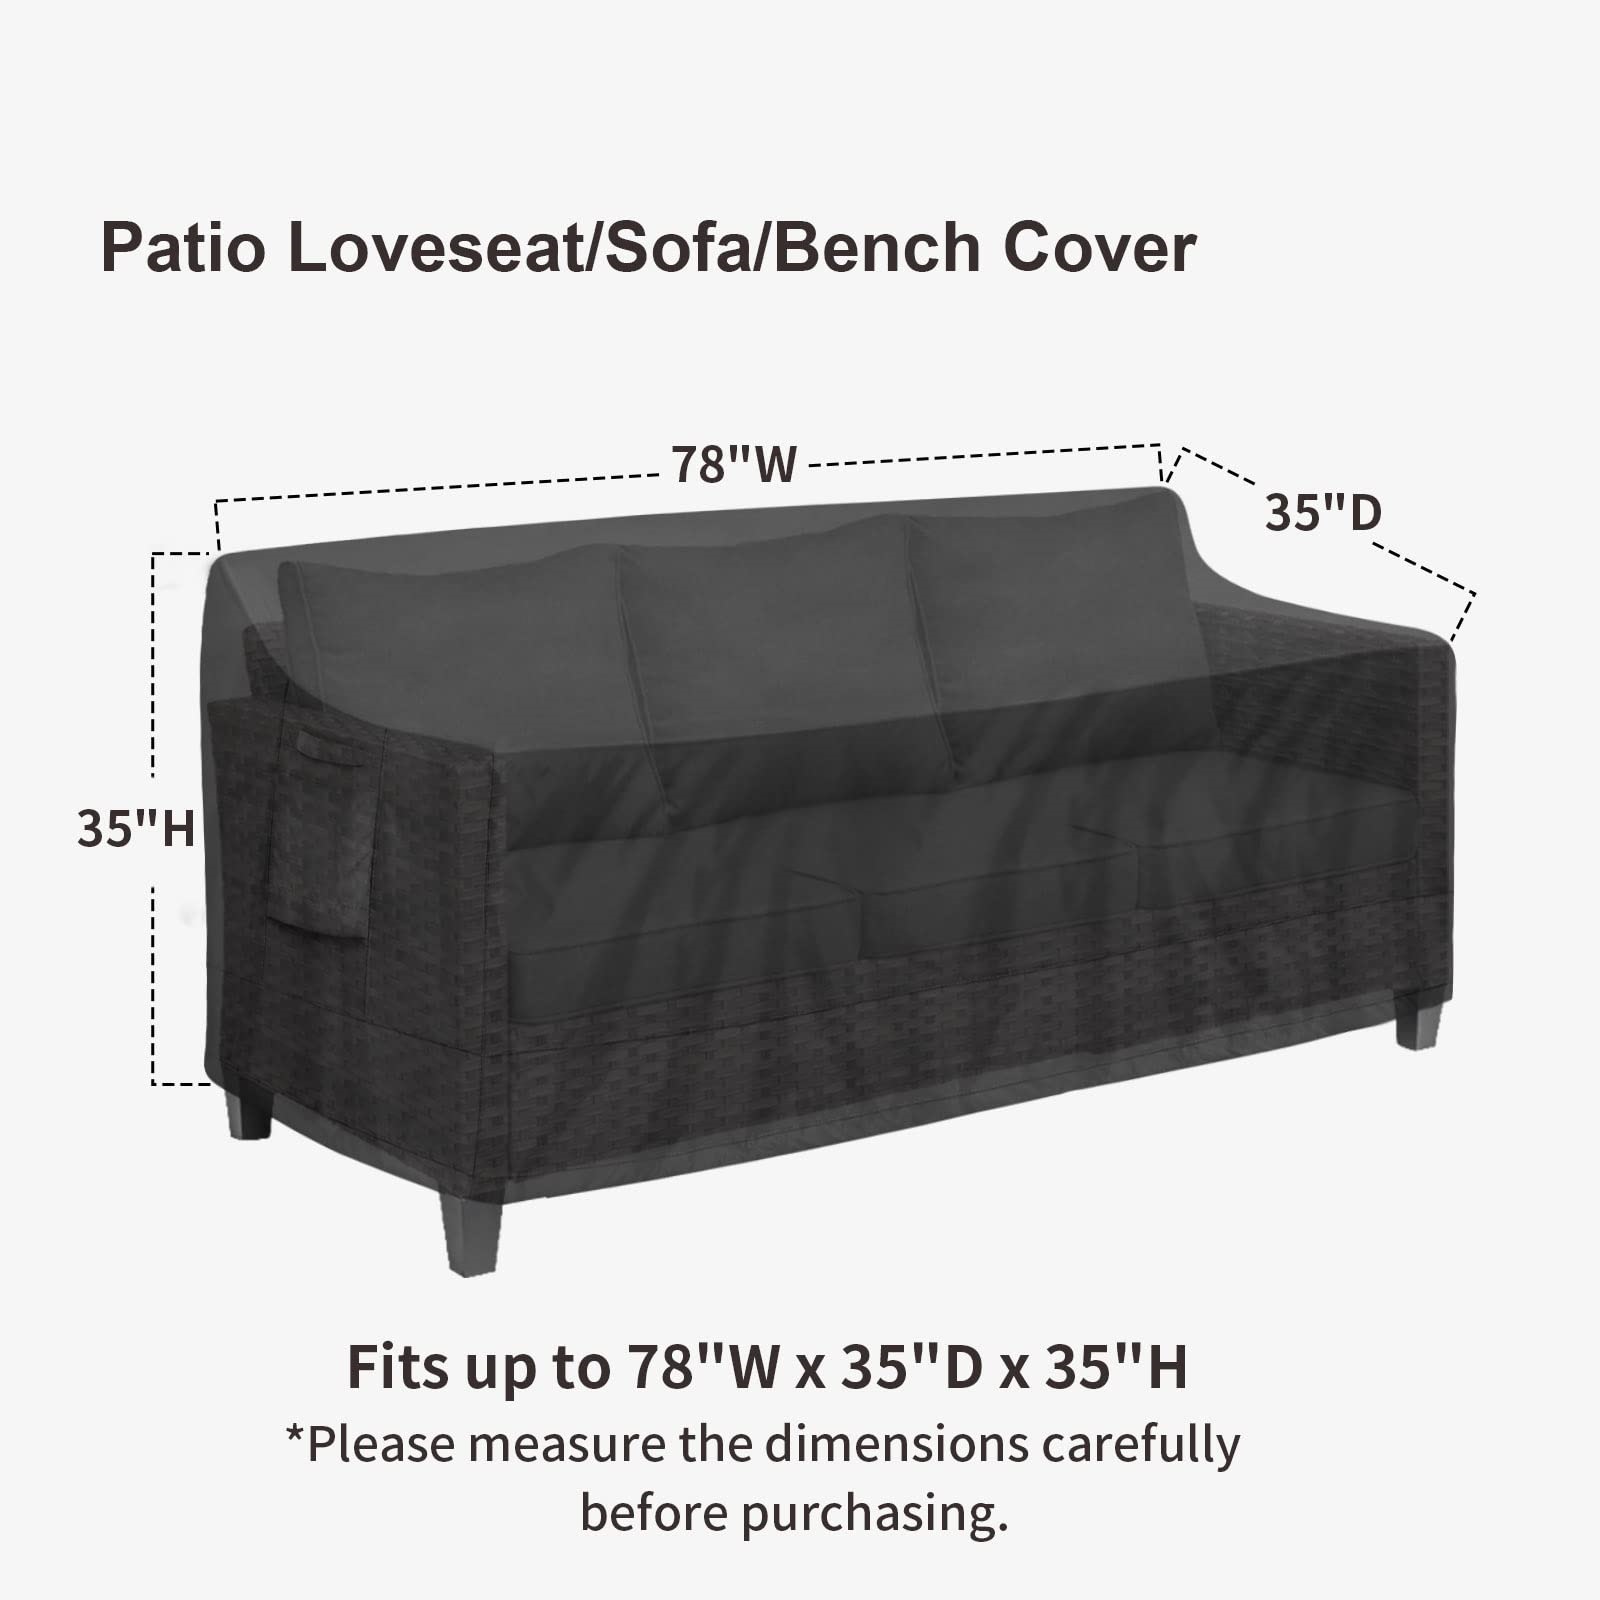 Patio Loveseat/Sofa/Bench Cover
78"W
35"D
35"H
Fits up to 78"W x 35"D x 35"H
*Please measure the dimensions carefully
before purchasing.